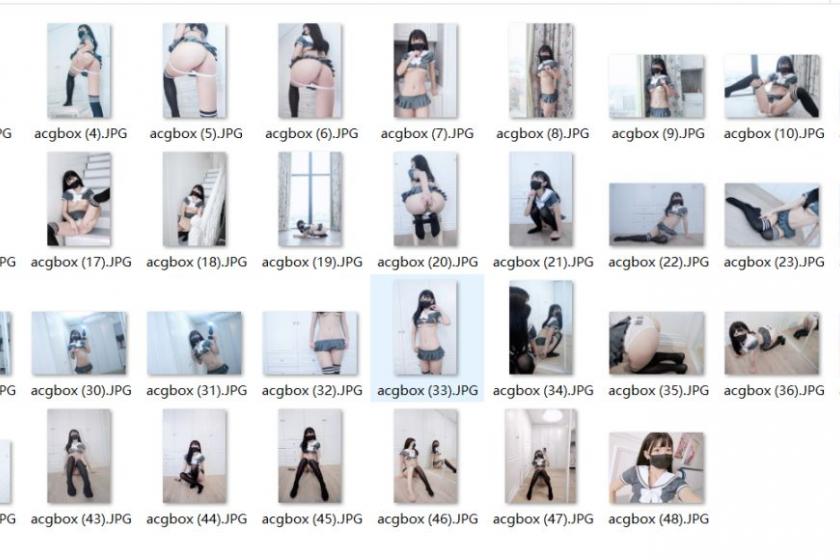 PG acgbox (4).JPG acgbox (5).JPG acgbox (6).JPG acgbox (7).JPG acgbox (8).JPG acgbox (9).JPG acgbox (10).JPG
PG acgbox (17).JPG acgbox (18).JPG acgbox (19).JPG acgbox (20).JPG acgbox (21).JPG acgbox (22).JPG acgbox (23).JPG
PG acgbox (30).JPG acgbox (31).JPG acgbox (32).JPG acgbox (33).JPG acgbox (34).JPG acgbox (35).JPG acgbox (36).JPG
PG acgbox (43).JPG acgbox (44).JPG acgbox (45).JPG acgbox (46).JPG acgbox (47).JPG acgbox (48).JPG